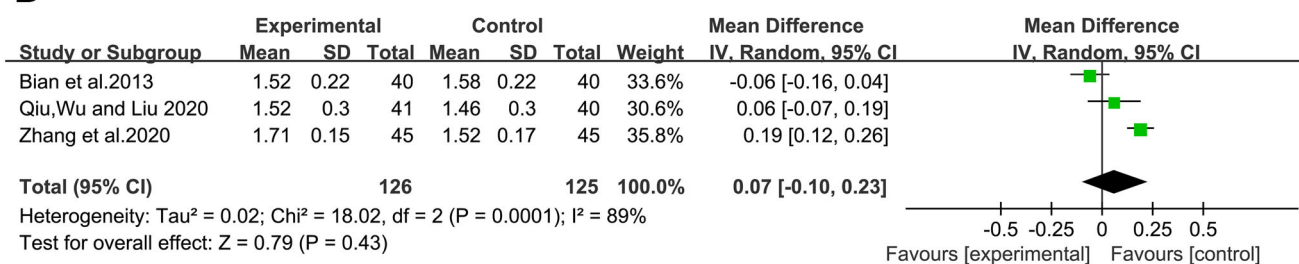 Experimental Control Mean Difference Mean Difference
Study or Subgroup Mean SD Total Mean SD Total Weight IV, Random, 95% CI IV, Random, 95% CI
Bian et al.2013 1.52 0.22 40 1.58 0.22 40 33.6% -0.06 [-0.16, 0.04]
Qiu,Wu and Liu 2020 1.52 0.3 41 1.46 0.3 40 30.6% 0.06 [-0.07, 0.19]
Zhang et al.2020 1.71 0.15 45 1.52 0.17 45 35.8% 0.19 [0.12, 0.26]
Total (95% CI) 126 125 100.0% 0.07 [-0.10, 0.23]
Heterogeneity: Tau² = 0.02; Chi² = 18.02, df = 2 (P = 0.0001); I² = 89%
Test for overall effect: Z = 0.79 (P = 0.43)
-0.5 -0.25 0 0.25 0.5
Favours [experimental] Favours [control]